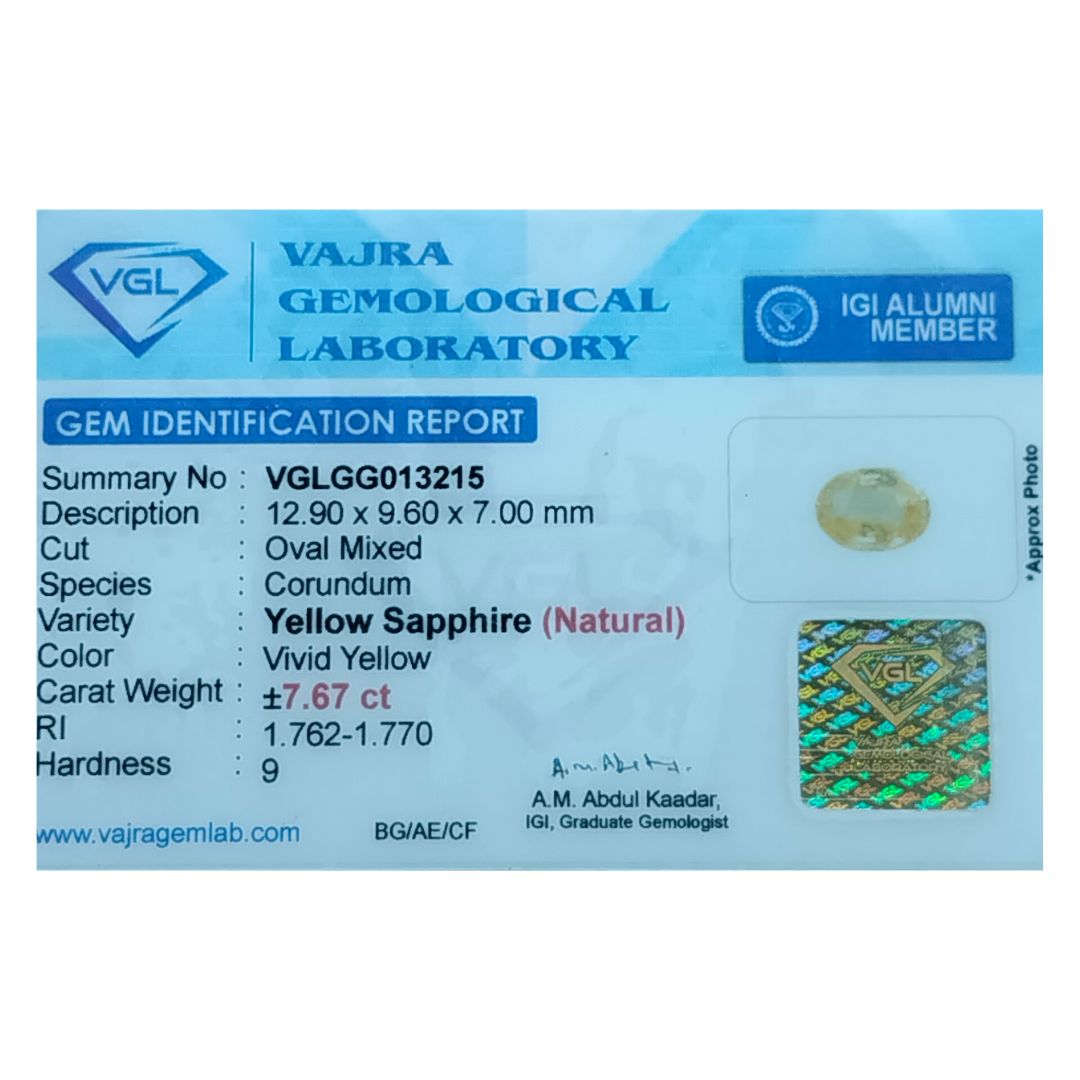 VGL
VAJRA
GEMOLOGICAL
LABORATORY
IGI ALUMNI
MEMBER
GEM IDENTIFICATION REPORT
Summary No : VGLGG013215
Description : 12.90 x 9.60 x 7.00 mm
Cut : Oval Mixed
Species : Corundum
Variety : Yellow Sapphire (Natural)
Color : Vivid Yellow
Carat Weight : ±7.67 ct
RI : 1.762-1.770
Hardness : 9
*Approx Photo
VGL
A.M. Abdul Kaadar,
IGI, Graduate Gemologist
www.vajragemlab.com
BG/AE/CF